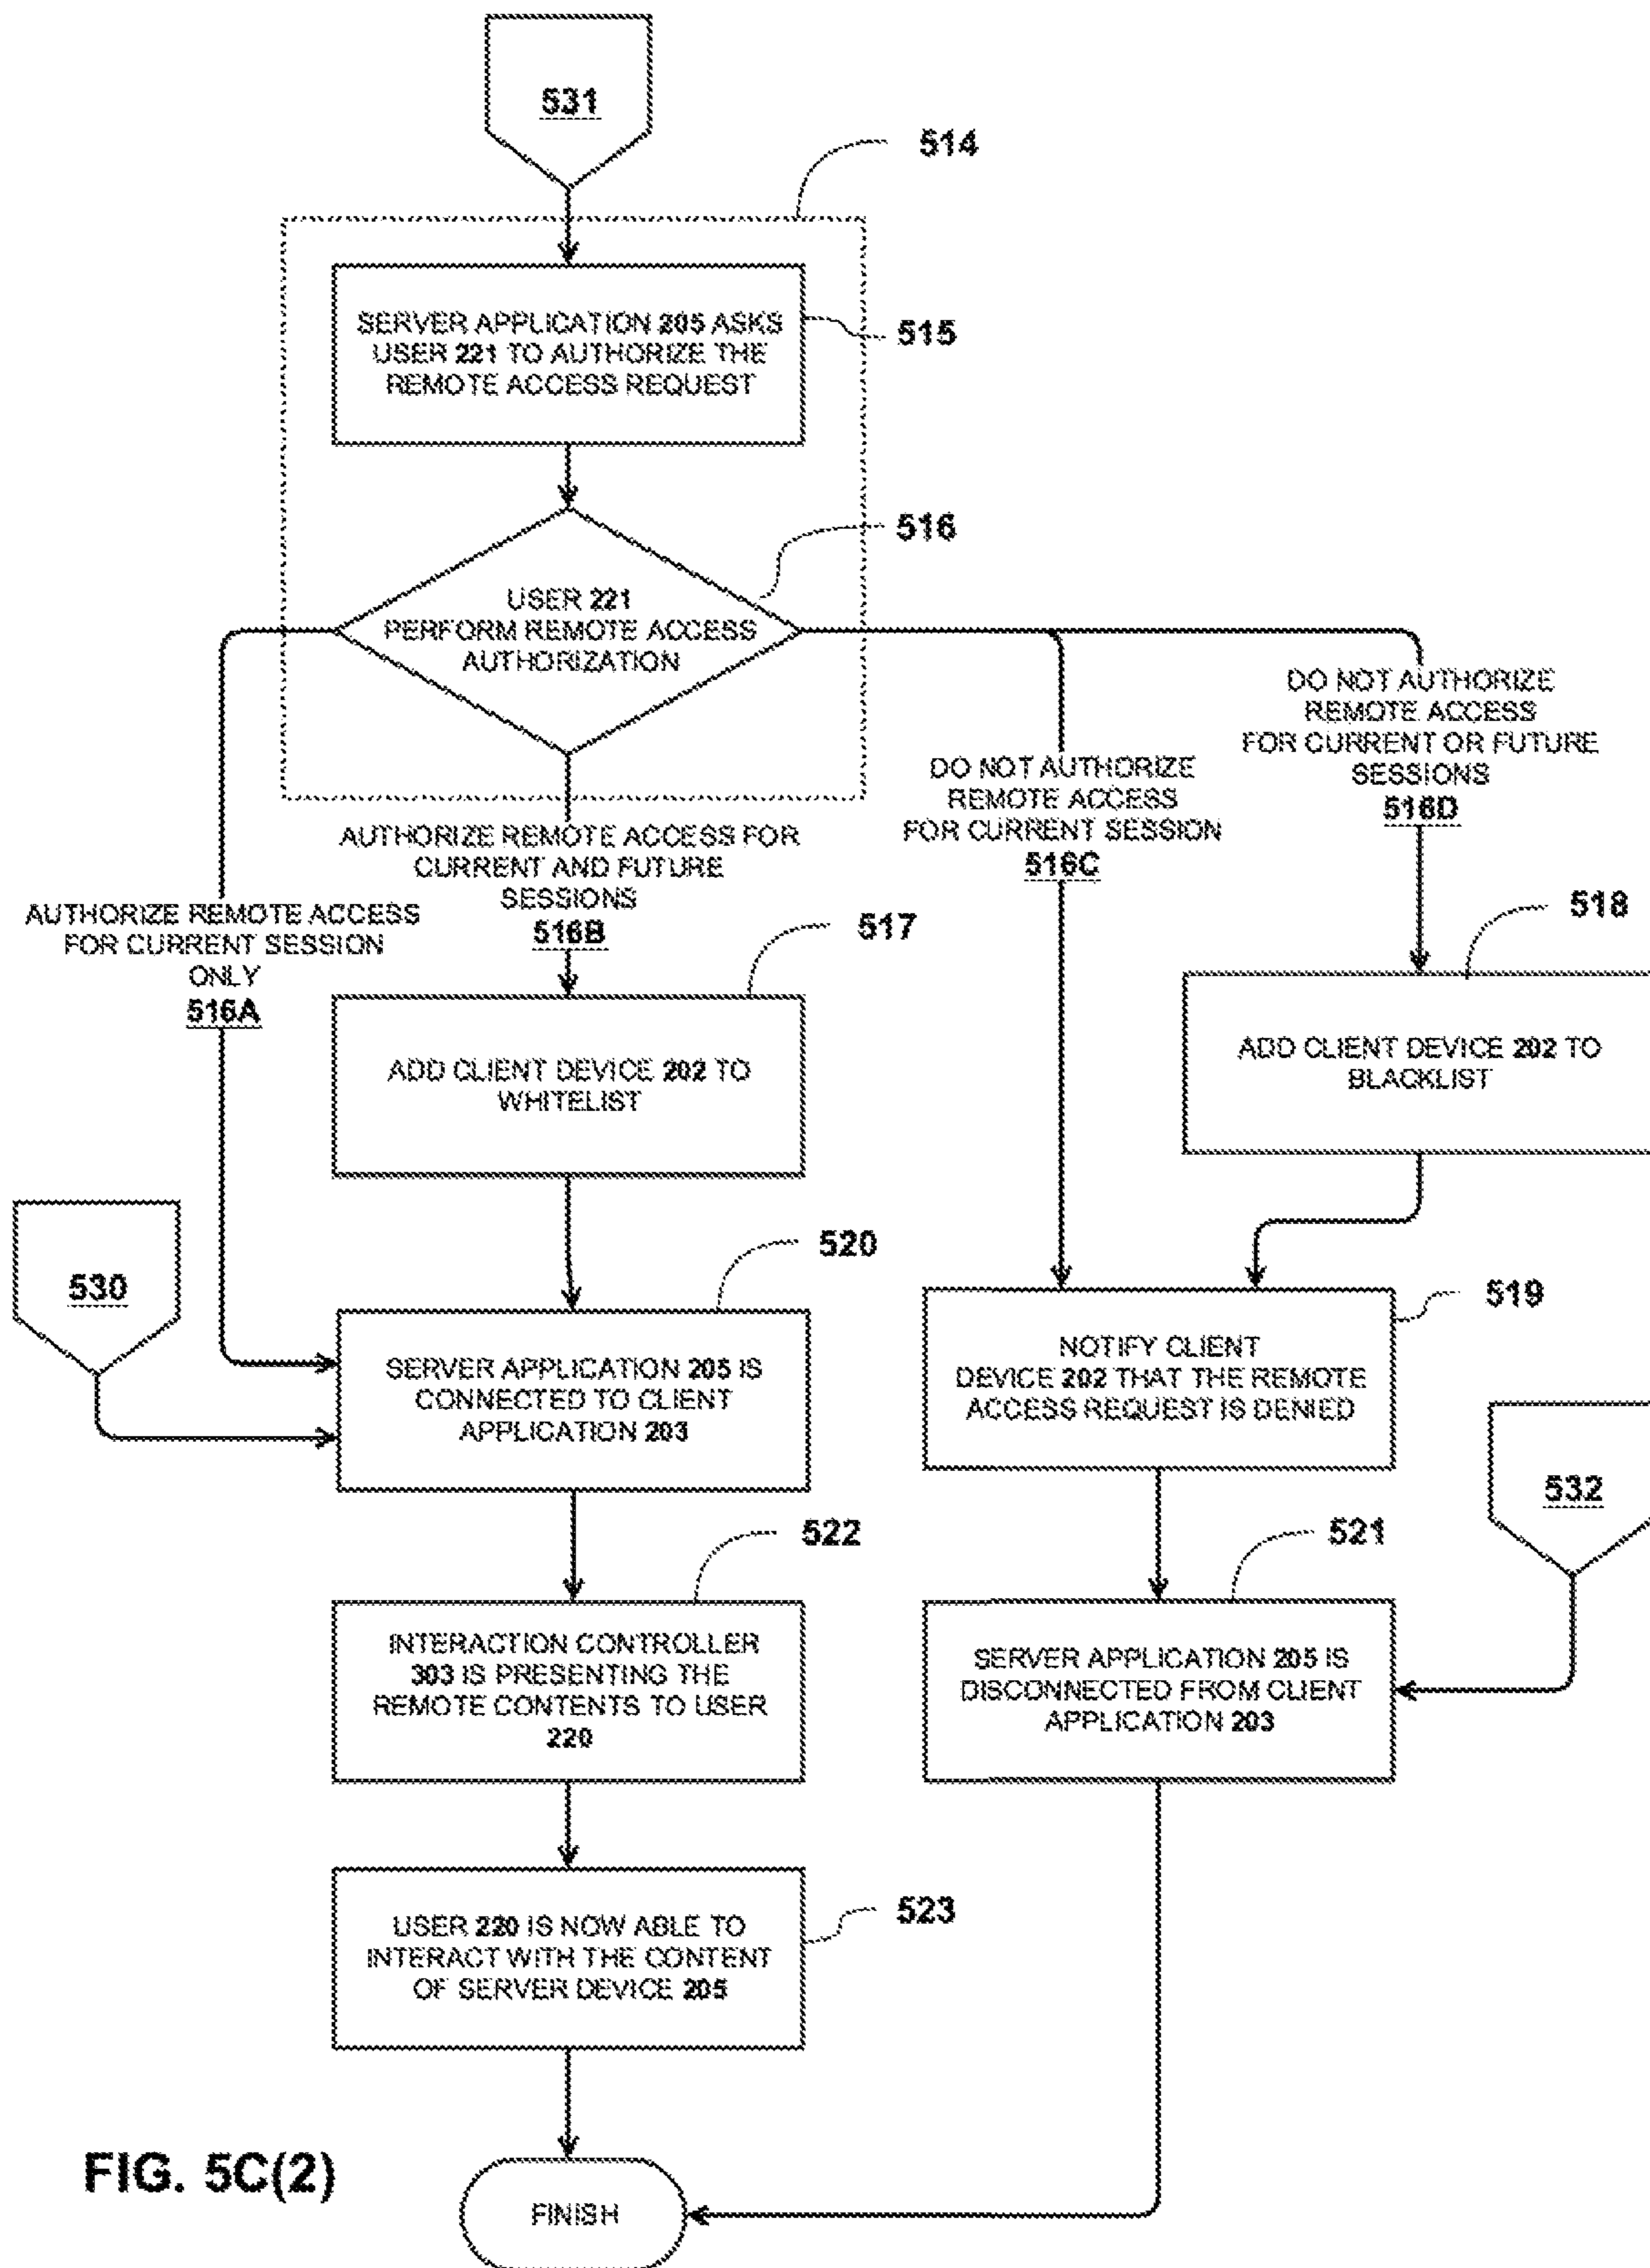 531
514
SERVER APPLICATION 205 ASKS
USER 221 TO AUTHORIZE THE
REMOTE ACCESS REQUEST
515
516
USER 221
PERFORM REMOTE ACCESS
AUTHORIZATION
DO NOT AUTHORIZE
REMOTE ACCESS
FOR CURRENT OR FUTURE
SESSIONS
516D
DO NOT AUTHORIZE
REMOTE ACCESS
FOR CURRENT SESSION
516C
AUTHORIZE REMOTE ACCESS FOR
CURRENT AND FUTURE
SESSIONS
516B
AUTHORIZE REMOTE ACCESS
FOR CURRENT SESSION
ONLY
516A
517
518
ADD CLIENT DEVICE 202 TO
WHITELIST
ADD CLIENT DEVICE 202 TO
BLACKLIST
530
520
519
SERVER APPLICATION 205 IS
CONNECTED TO CLIENT
APPLICATION 203
NOTIFY CLIENT
DEVICE 202 THAT THE REMOTE
ACCESS REQUEST IS DENIED
532
522
521
INTERACTION CONTROLLER
303 IS PRESENTING THE
REMOTE CONTENTS TO USER
220
SERVER APPLICATION 205 IS
DISCONNECTED FROM CLIENT
APPLICATION 203
523
USER 220 IS NOW ABLE TO
INTERACT WITH THE CONTENT
OF SERVER DEVICE 205
FIG. 5C(2)
FINISH